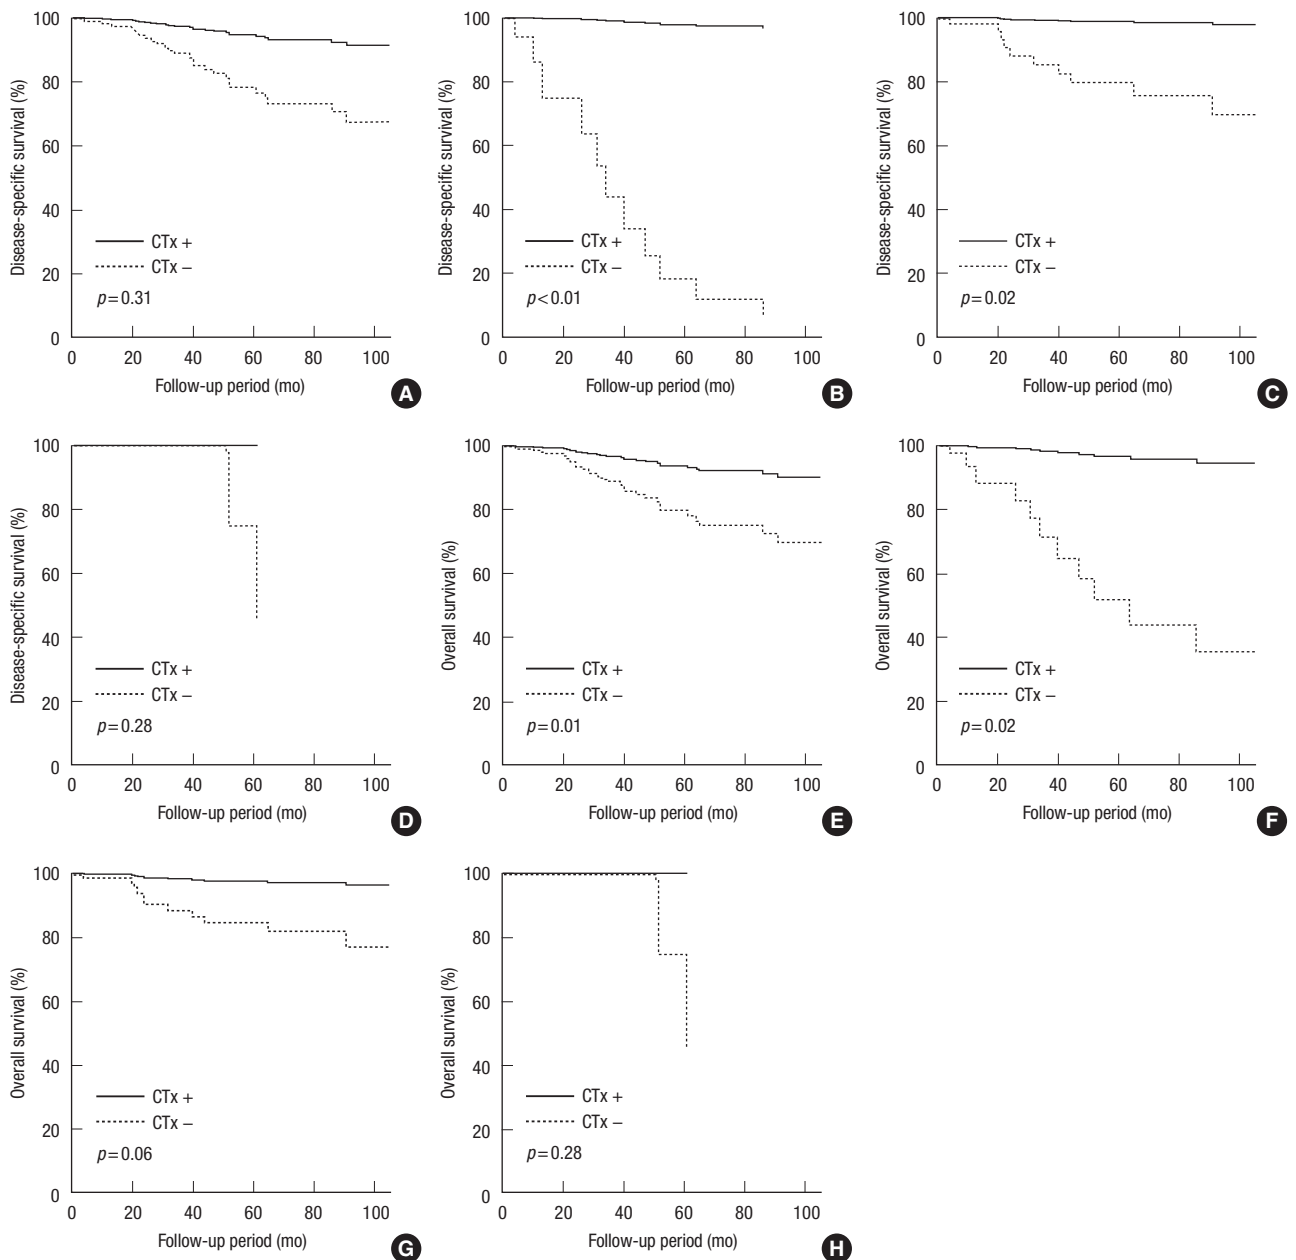 100
80
60
40
20
0
Disease-specific survival (%)
CTx +
CTx –
p=0.31
0 20 40 60 80 100
Follow-up period (mo)
A
100
80
60
40
20
0
Disease-specific survival (%)
CTx +
CTx –
p<0.01
0 20 40 60 80 100
Follow-up period (mo)
B
100
80
60
40
20
0
Disease-specific survival (%)
CTx +
CTx –
p=0.02
0 20 40 60 80 100
Follow-up period (mo)
C
100
80
60
40
20
0
Disease-specific survival (%)
CTx +
CTx –
p=0.28
0 20 40 60 80 100
Follow-up period (mo)
D
100
80
60
40
20
0
Overall survival (%)
CTx +
CTx –
p=0.01
0 20 40 60 80 100
Follow-up period (mo)
E
100
80
60
40
20
0
Overall survival (%)
CTx +
CTx –
p=0.02
0 20 40 60 80 100
Follow-up period (mo)
F
100
80
60
40
20
0
Overall survival (%)
CTx +
CTx –
p=0.06
0 20 40 60 80 100
Follow-up period (mo)
G
100
80
60
40
20
0
Overall survival (%)
CTx +
CTx –
p=0.28
0 20 40 60 80 100
Follow-up period (mo)
H